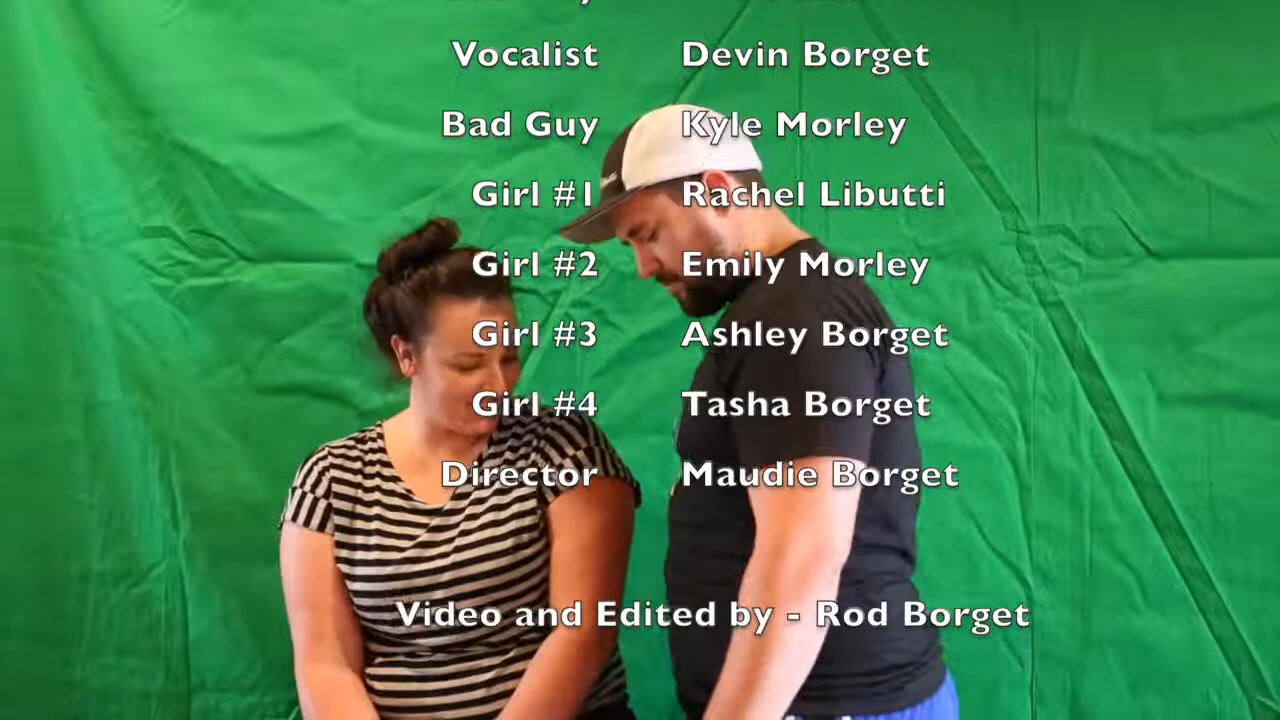 Vocalist Devin Borget
Bad Guy Kyle Morley
Girl #1 Rachel Libutti
Girl #2 Emily Morley
Girl #3 Ashley Borget
Girl #4 Tasha Borget
Director Maudie Borget
Video and Edited by - Rod Borget